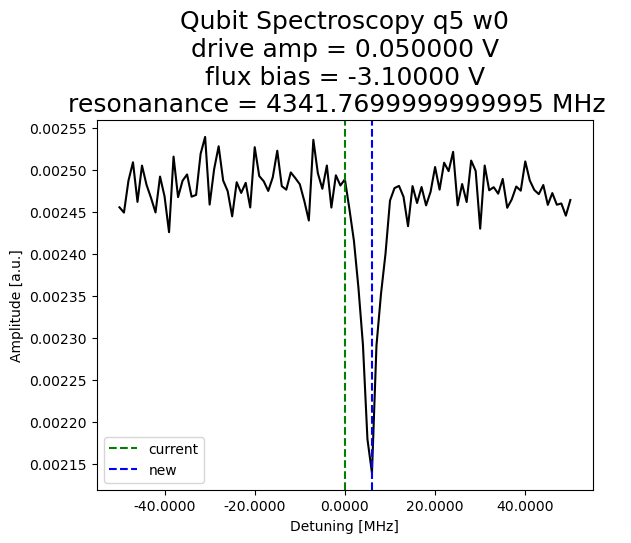 Qubit Spectroscopy q5 w0
drive amp = 0.050000 V
flux bias = -3.10000 V
resonanance = 4341.7699999999995 MHz
0.00255
0.00250
0.00245
0.00240
0.00235
0.00230
0.00225
0.00220
0.00215
Amplitude [a.u.]
current
new
-40.0000 -20.0000 0.0000 20.0000 40.0000
Detuning [MHz]